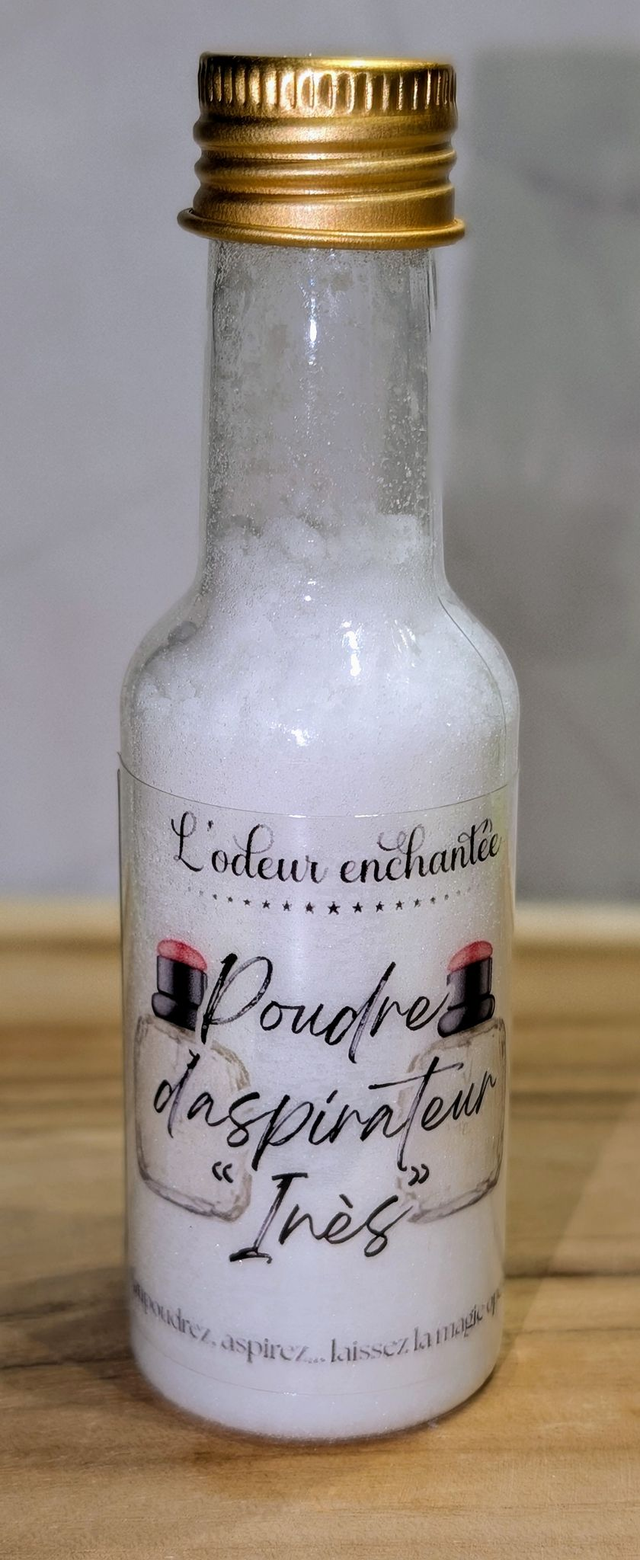 L'odeur enchantée
Poudre
daspirateur
« Inès »
aspirez... laissez la magie